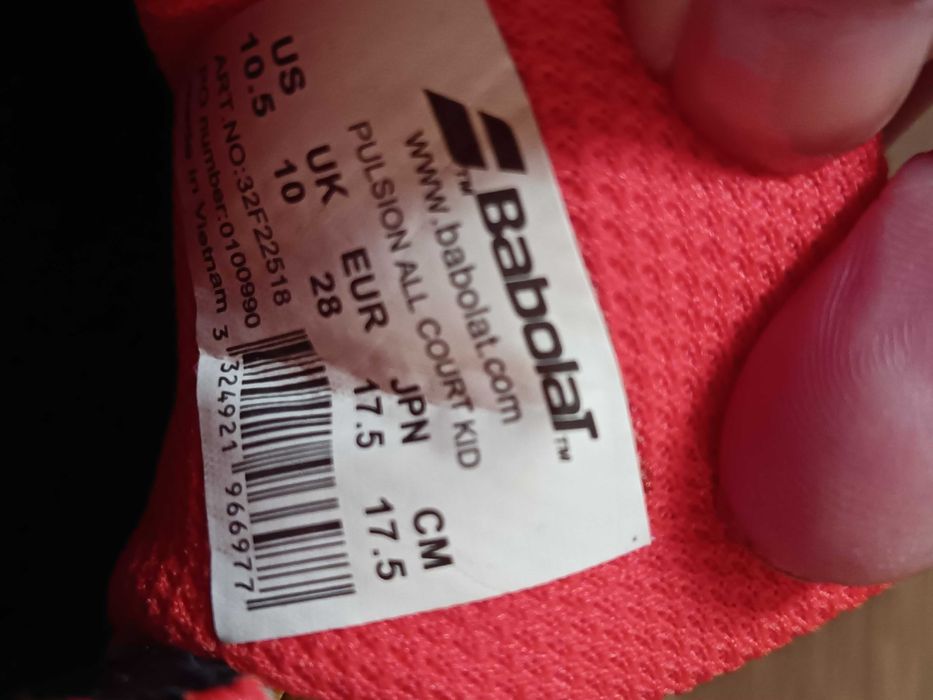 BabolaT™
™
www.babolat.com
PULSION ALL COURT KID
US UK EUR JPN CM
10.5 10 28 17.5 17.5
ART.NO:32F22518
PO number:0100990
in Vietnam
3 324921 966977